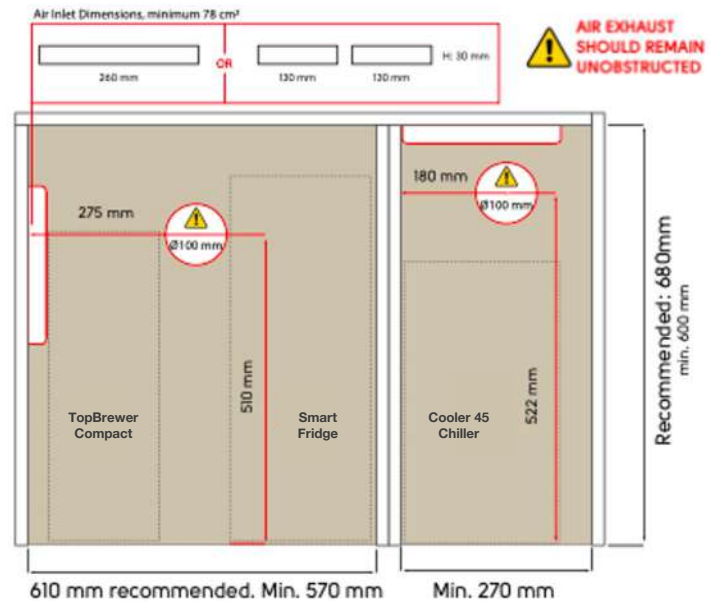 Air Inlet Dimensions, minimum 78 cm²
260 mm
OR
130 mm
130 mm
H: 30 mm
AIR EXHAUST
SHOULD REMAIN
UNOBSTRUCTED
275 mm
Ø100 mm
180 mm
Ø100 mm
510 mm
522 mm
TopBrewer
Compact
Smart
Fridge
Cooler 45
Chiller
Recommended: 680mm
min. 600 mm
610 mm recommended. Min. 570 mm
Min. 270 mm